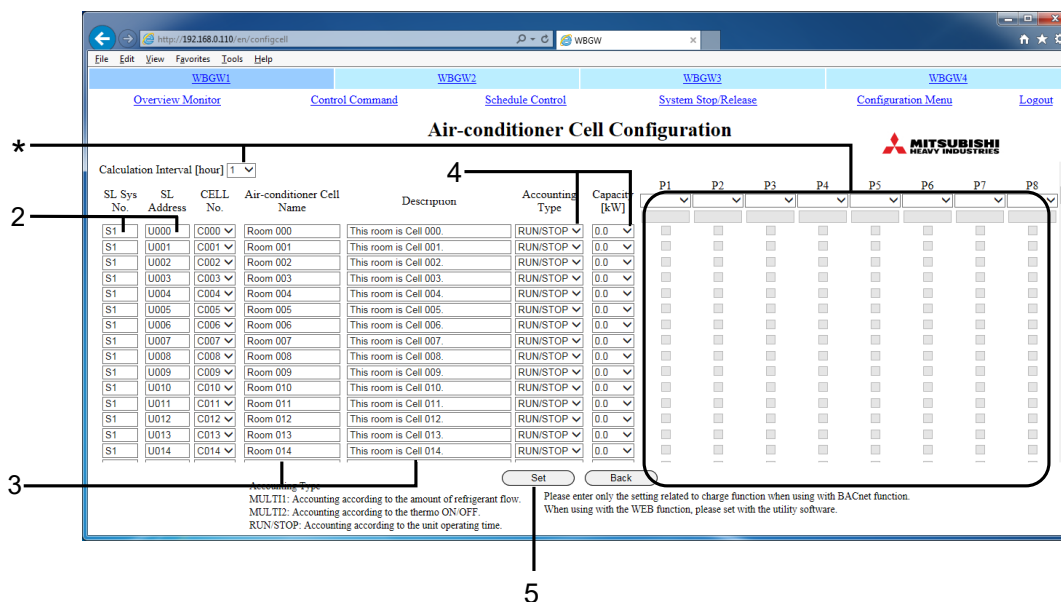 http://192.168.0.110/en/configcell WBGW
File Edit View Favorites Tools Help
WBGW1 WBGW2 WBGW3 WBGW4
Overview Monitor Control Command Schedule Control System Stop/Release Configuration Menu Logout
Air-conditioner Cell Configuration
MITSUBISHI
HEAVY INDUSTRIES
*
Calculation Interval [hour] 1
4
P1 P2 P3 P4 P5 P6 P7 P8
SL Sys No. SL Address CELL No. Air-conditioner Cell Name Description Accounting Type Capacity [kW]
2
S1 U000 C000 Room 000 This room is Cell 000. RUN/STOP 0.0
S1 U001 C001 Room 001 This room is Cell 001. RUN/STOP 0.0
S1 U002 C002 Room 002 This room is Cell 002. RUN/STOP 0.0
S1 U003 C003 Room 003 This room is Cell 003. RUN/STOP 0.0
S1 U004 C004 Room 004 This room is Cell 004. RUN/STOP 0.0
S1 U005 C005 Room 005 This room is Cell 005. RUN/STOP 0.0
S1 U006 C006 Room 006 This room is Cell 006. RUN/STOP 0.0
S1 U007 C007 Room 007 This room is Cell 007. RUN/STOP 0.0
S1 U008 C008 Room 008 This room is Cell 008. RUN/STOP 0.0
S1 U009 C009 Room 009 This room is Cell 009. RUN/STOP 0.0
S1 U010 C010 Room 010 This room is Cell 010. RUN/STOP 0.0
S1 U011 C011 Room 011 This room is Cell 011. RUN/STOP 0.0
S1 U012 C012 Room 012 This room is Cell 012. RUN/STOP 0.0
S1 U013 C013 Room 013 This room is Cell 013. RUN/STOP 0.0
S1 U014 C014 Room 014 This room is Cell 014. RUN/STOP 0.0
3
Set Back
Accounting Type
MULTI1: Accounting according to the amount of refrigerant flow.
MULTI2: Accounting according to the thermo ON/OFF.
RUN/STOP: Accounting according to the unit operating time.
Please enter only the setting related to charge function when using with BACnet function.
When using with the WEB function, please set with the utility software.
5